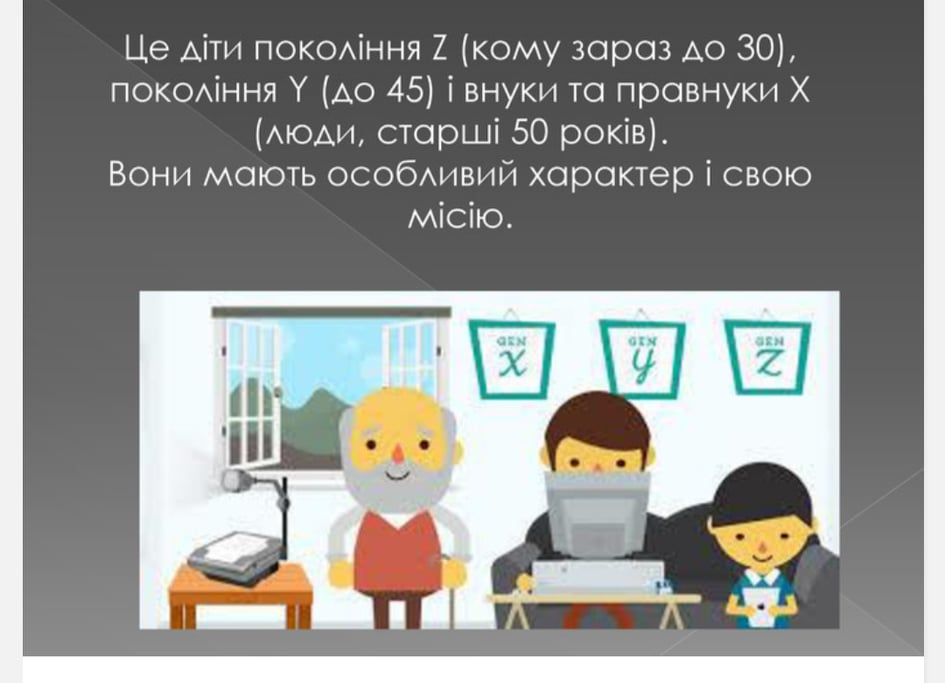 Це діти покоління Z (кому зараз до 30),
покоління Y (до 45) і внуки та правнуки X
(люди, старші 50 років).
Вони мають особливий характер і свою
місію.
GEN
X
GEN
y
GEN
Z